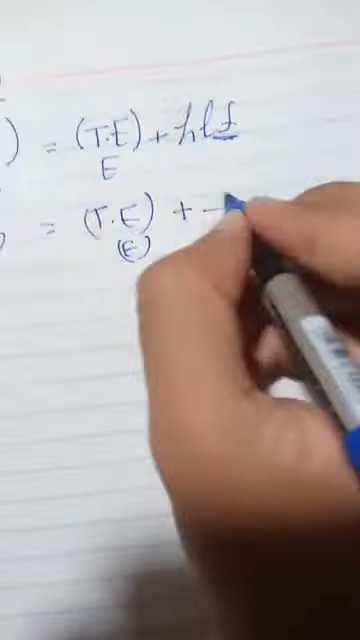 ) = (T.E) + hlf
E
= (T.E) +
(E)